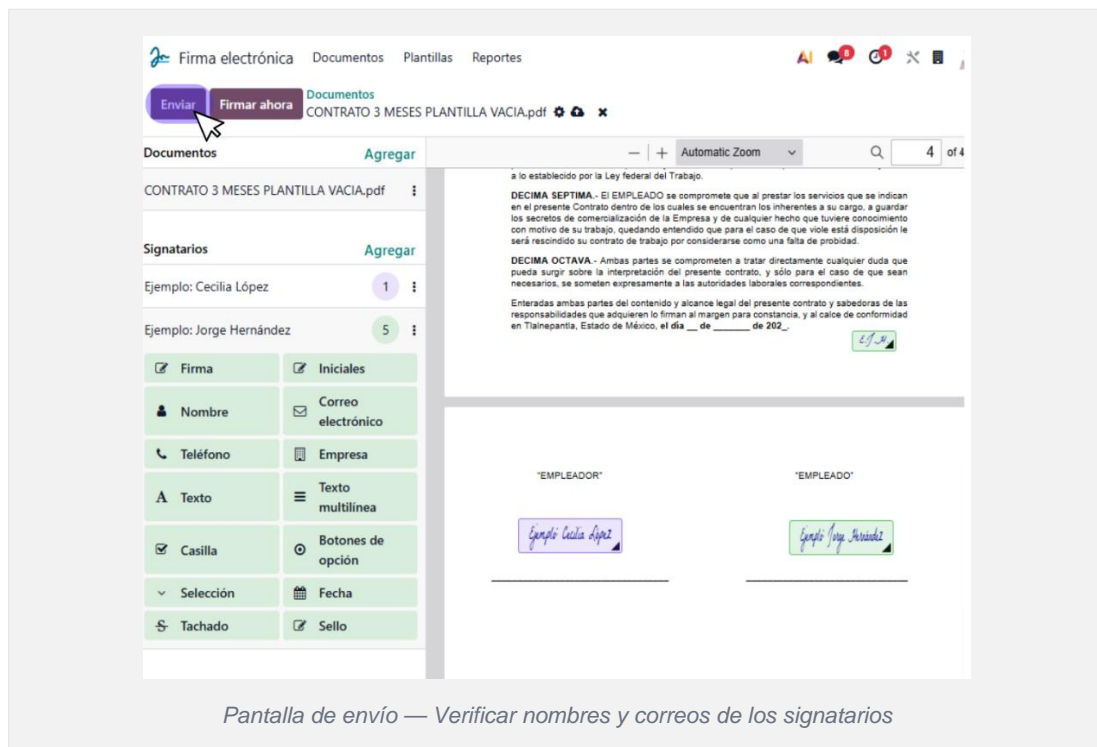 Firma electrónica Documentos Plantillas Reportes AI 8 1
Enviar Firmar ahora Documentos
CONTRATO 3 MESES PLANTILLA VACIA.pdf
Documentos Agregar
Automatic Zoom 4 of 4
CONTRATO 3 MESES PLANTILLA VACIA.pdf
Signatarios Agregar
Ejemplo: Cecilia López 1
Ejemplo: Jorge Hernández 5
Firma Iniciales
Nombre Correo electrónico
Teléfono Empresa
Texto Texto multilínea
Casilla Botones de opción
Selección Fecha
Tachado Sello
a lo establecido por la Ley federal del Trabajo.
DECIMA SEPTIMA.- El EMPLEADO se compromete que al prestar los servicios que se indican
en el presente Contrato dentro de los cuales se encuentran los inherentes a su cargo, a guardar
los secretos de comercialización de la Empresa y de cualquier hecho que tuviere conocimiento
con motivo de su trabajo, quedando entendido que para el caso de que viole está disposición le
será rescindido su contrato de trabajo por considerarse como una falta de probidad.
DECIMA OCTAVA.- Ambas partes se comprometen a tratar directamente cualquier duda que
pueda surgir sobre la interpretación del presente contrato, y sólo para el caso de que sean
necesarios, se someten expresamente a las autoridades laborales correspondientes.
Enteradas ambas partes del contenido y alcance legal del presente contrato y sabedoras de las
responsabilidades que adquieren lo firman al margen para constancia, y al calce de conformidad
en Tlalnepantla, Estado de México, el día __ de _______ de 202_.
E.J.H.
"EMPLEADOR" "EMPLEADO"
Ejemplo Cecilia López Ejemplo Jorge Hernández
Pantalla de envío — Verificar nombres y correos de los signatarios